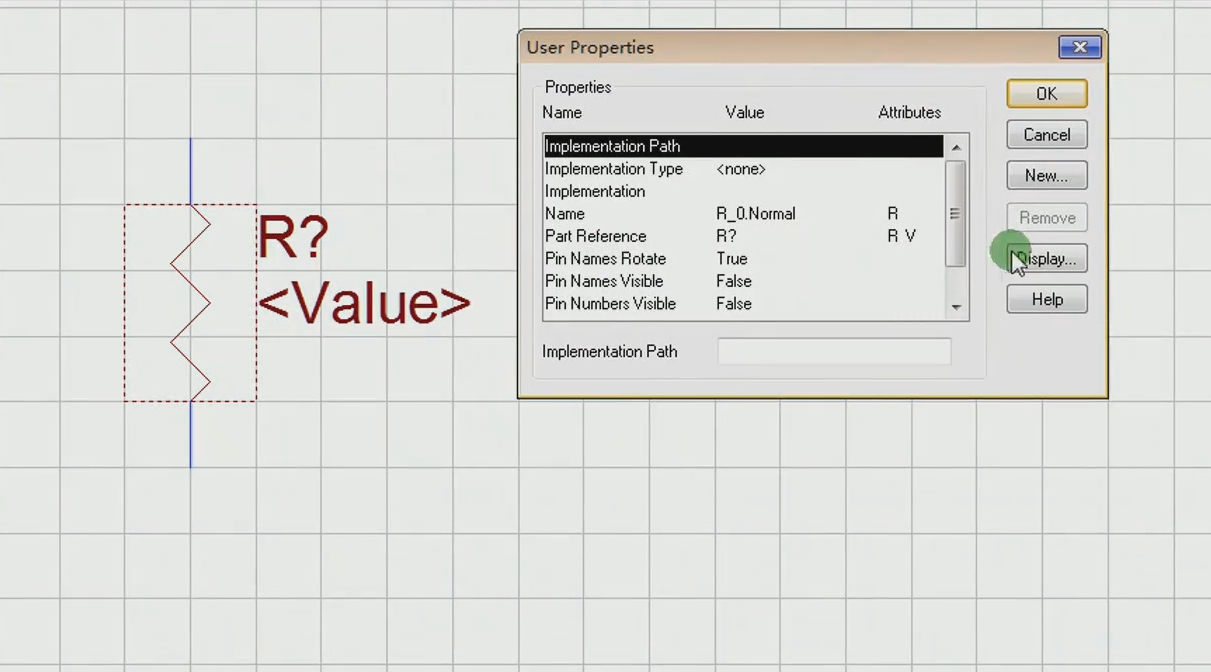 R?
<Value>
User Properties
Properties
Name Value Attributes
Implementation Path
Implementation Type <none>
Implementation
Name R_0.Normal R
Part Reference R? R V
Pin Names Rotate True
Pin Names Visible False
Pin Numbers Visible False
Implementation Path
OK
Cancel
New...
Remove
Display...
Help